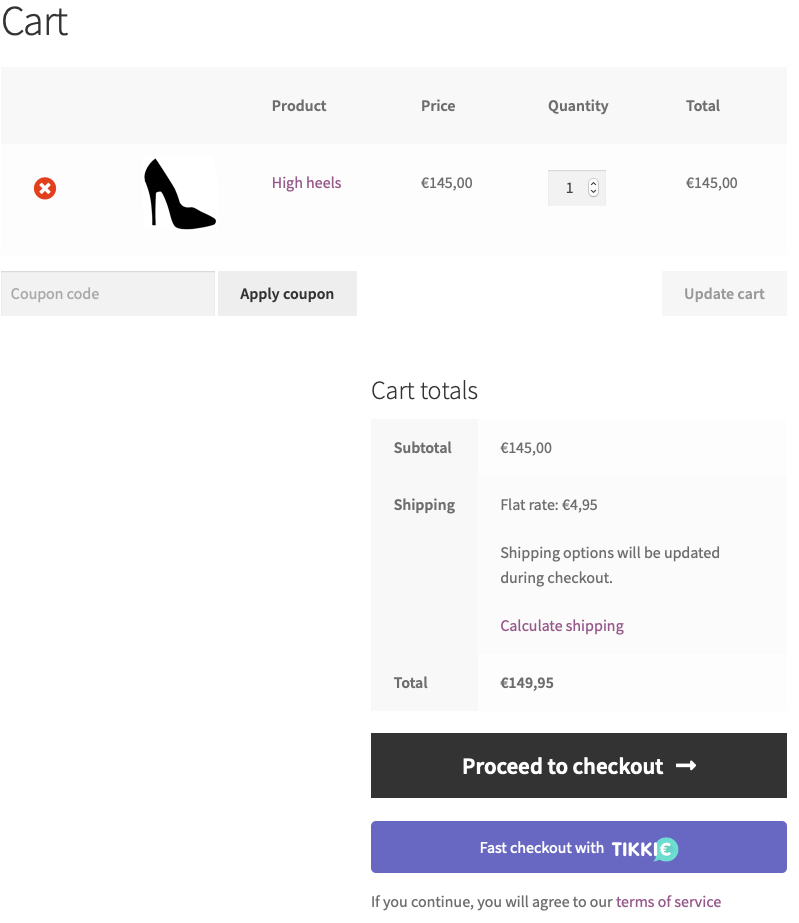 Cart
Product Price Quantity Total
High heels €145,00 1 €145,00
Coupon code Apply coupon Update cart
Cart totals
Subtotal €145,00
Shipping Flat rate: €4,95
Shipping options will be updated
during checkout.
Calculate shipping
Total €149,95
Proceed to checkout →
Fast checkout with TIKKIE
If you continue, you will agree to our terms of service